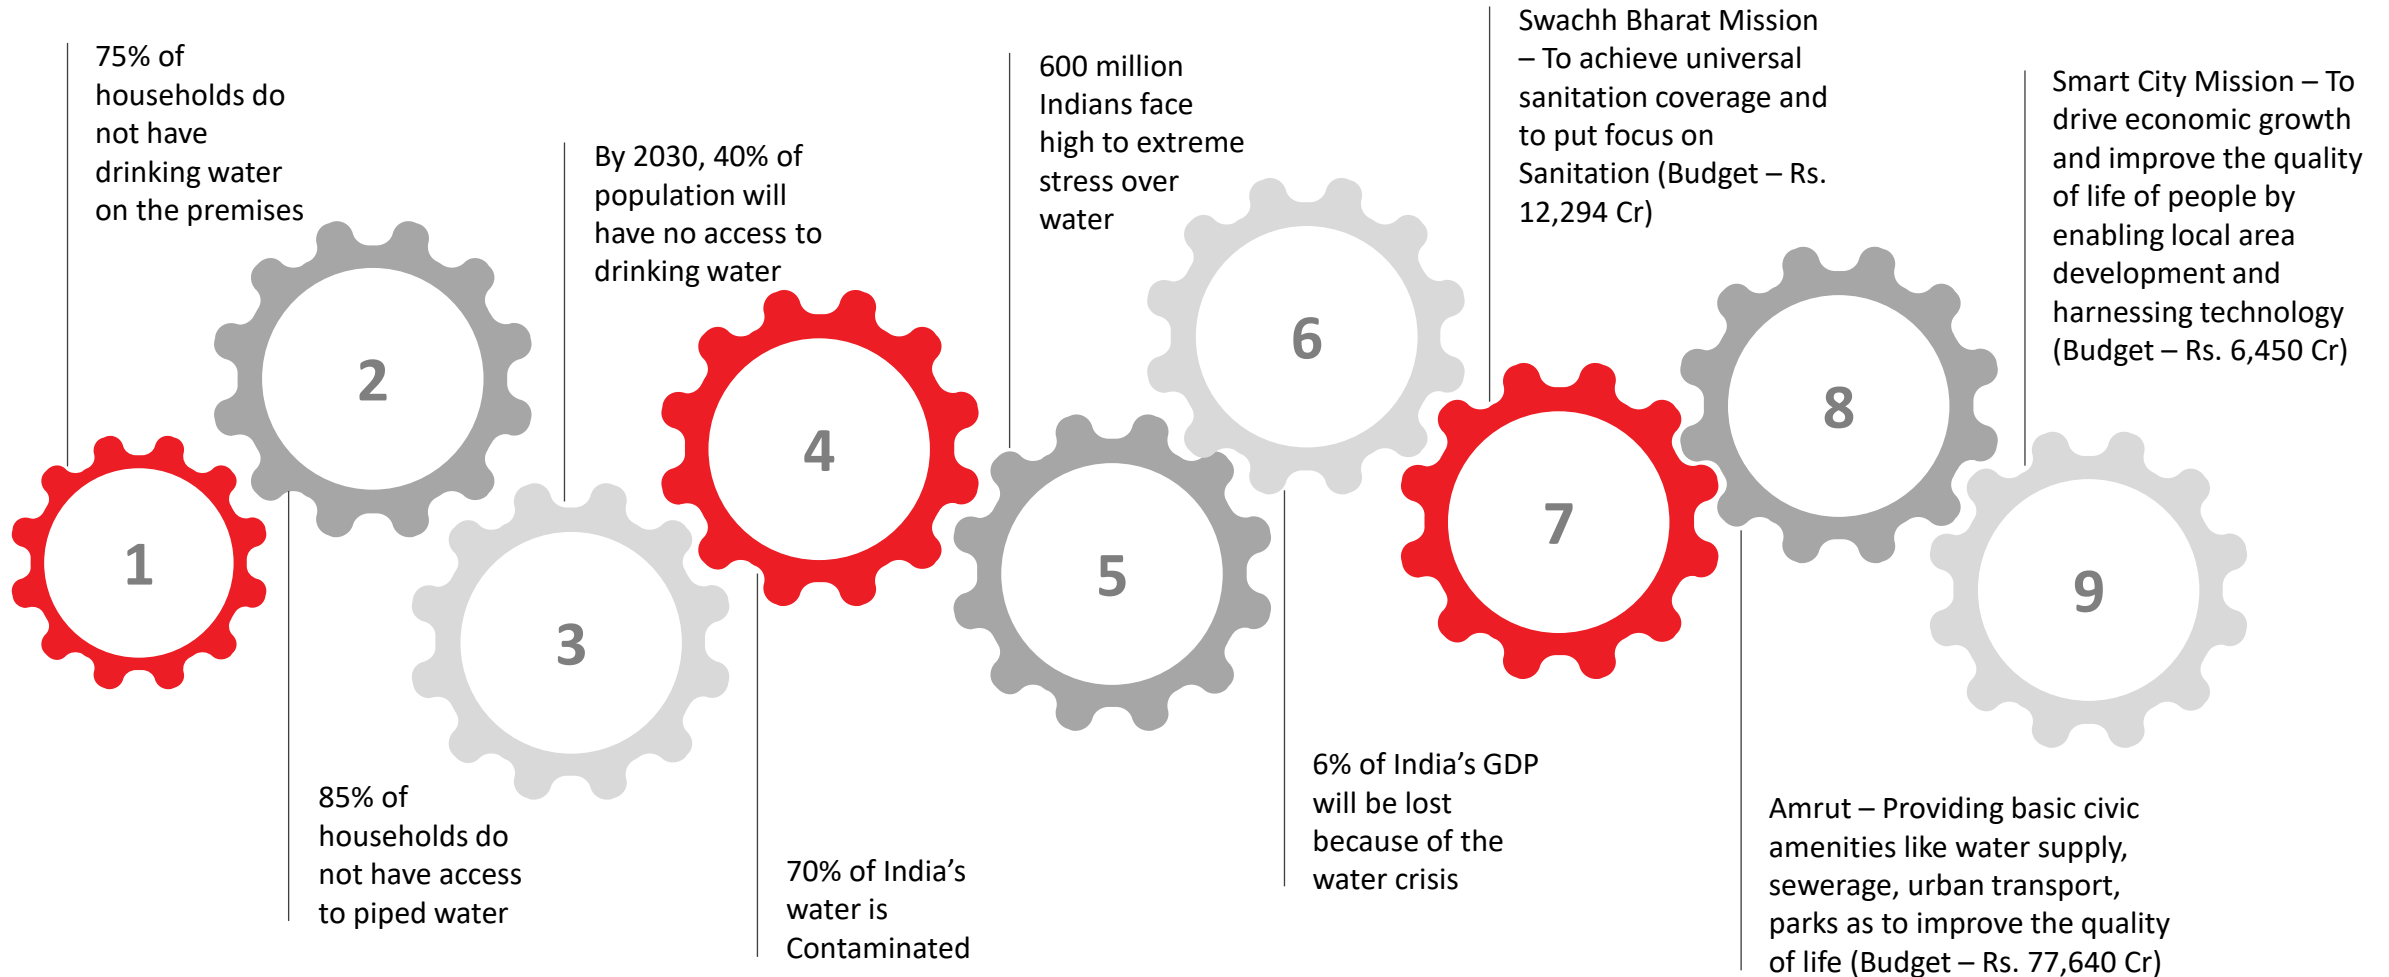 75% of
households do
not have
drinking water
on the premises
1
2
85% of
households do
not have access
to piped water
By 2030, 40% of
population will
have no access to
drinking water
3
4
70% of India’s
water is
Contaminated
600 million
Indians face
high to extreme
stress over
water
5
6
6% of India’s GDP
will be lost
because of the
water crisis
Swachh Bharat Mission
– To achieve universal
sanitation coverage and
to put focus on
Sanitation (Budget – Rs.
12,294 Cr)
7
8
Amrut – Providing basic civic
amenities like water supply,
sewerage, urban transport,
parks as to improve the quality
of life (Budget – Rs. 77,640 Cr)
Smart City Mission – To
drive economic growth
and improve the quality
of life of people by
enabling local area
development and
harnessing technology
(Budget – Rs. 6,450 Cr)
9